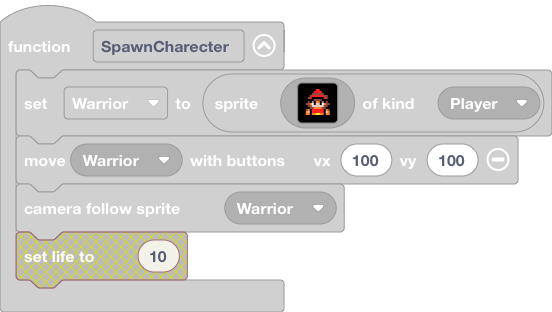 function SpawnCharecter
set Warrior to sprite of kind Player
move Warrior with buttons vx 100 vy 100
camera follow sprite Warrior
set life to 10